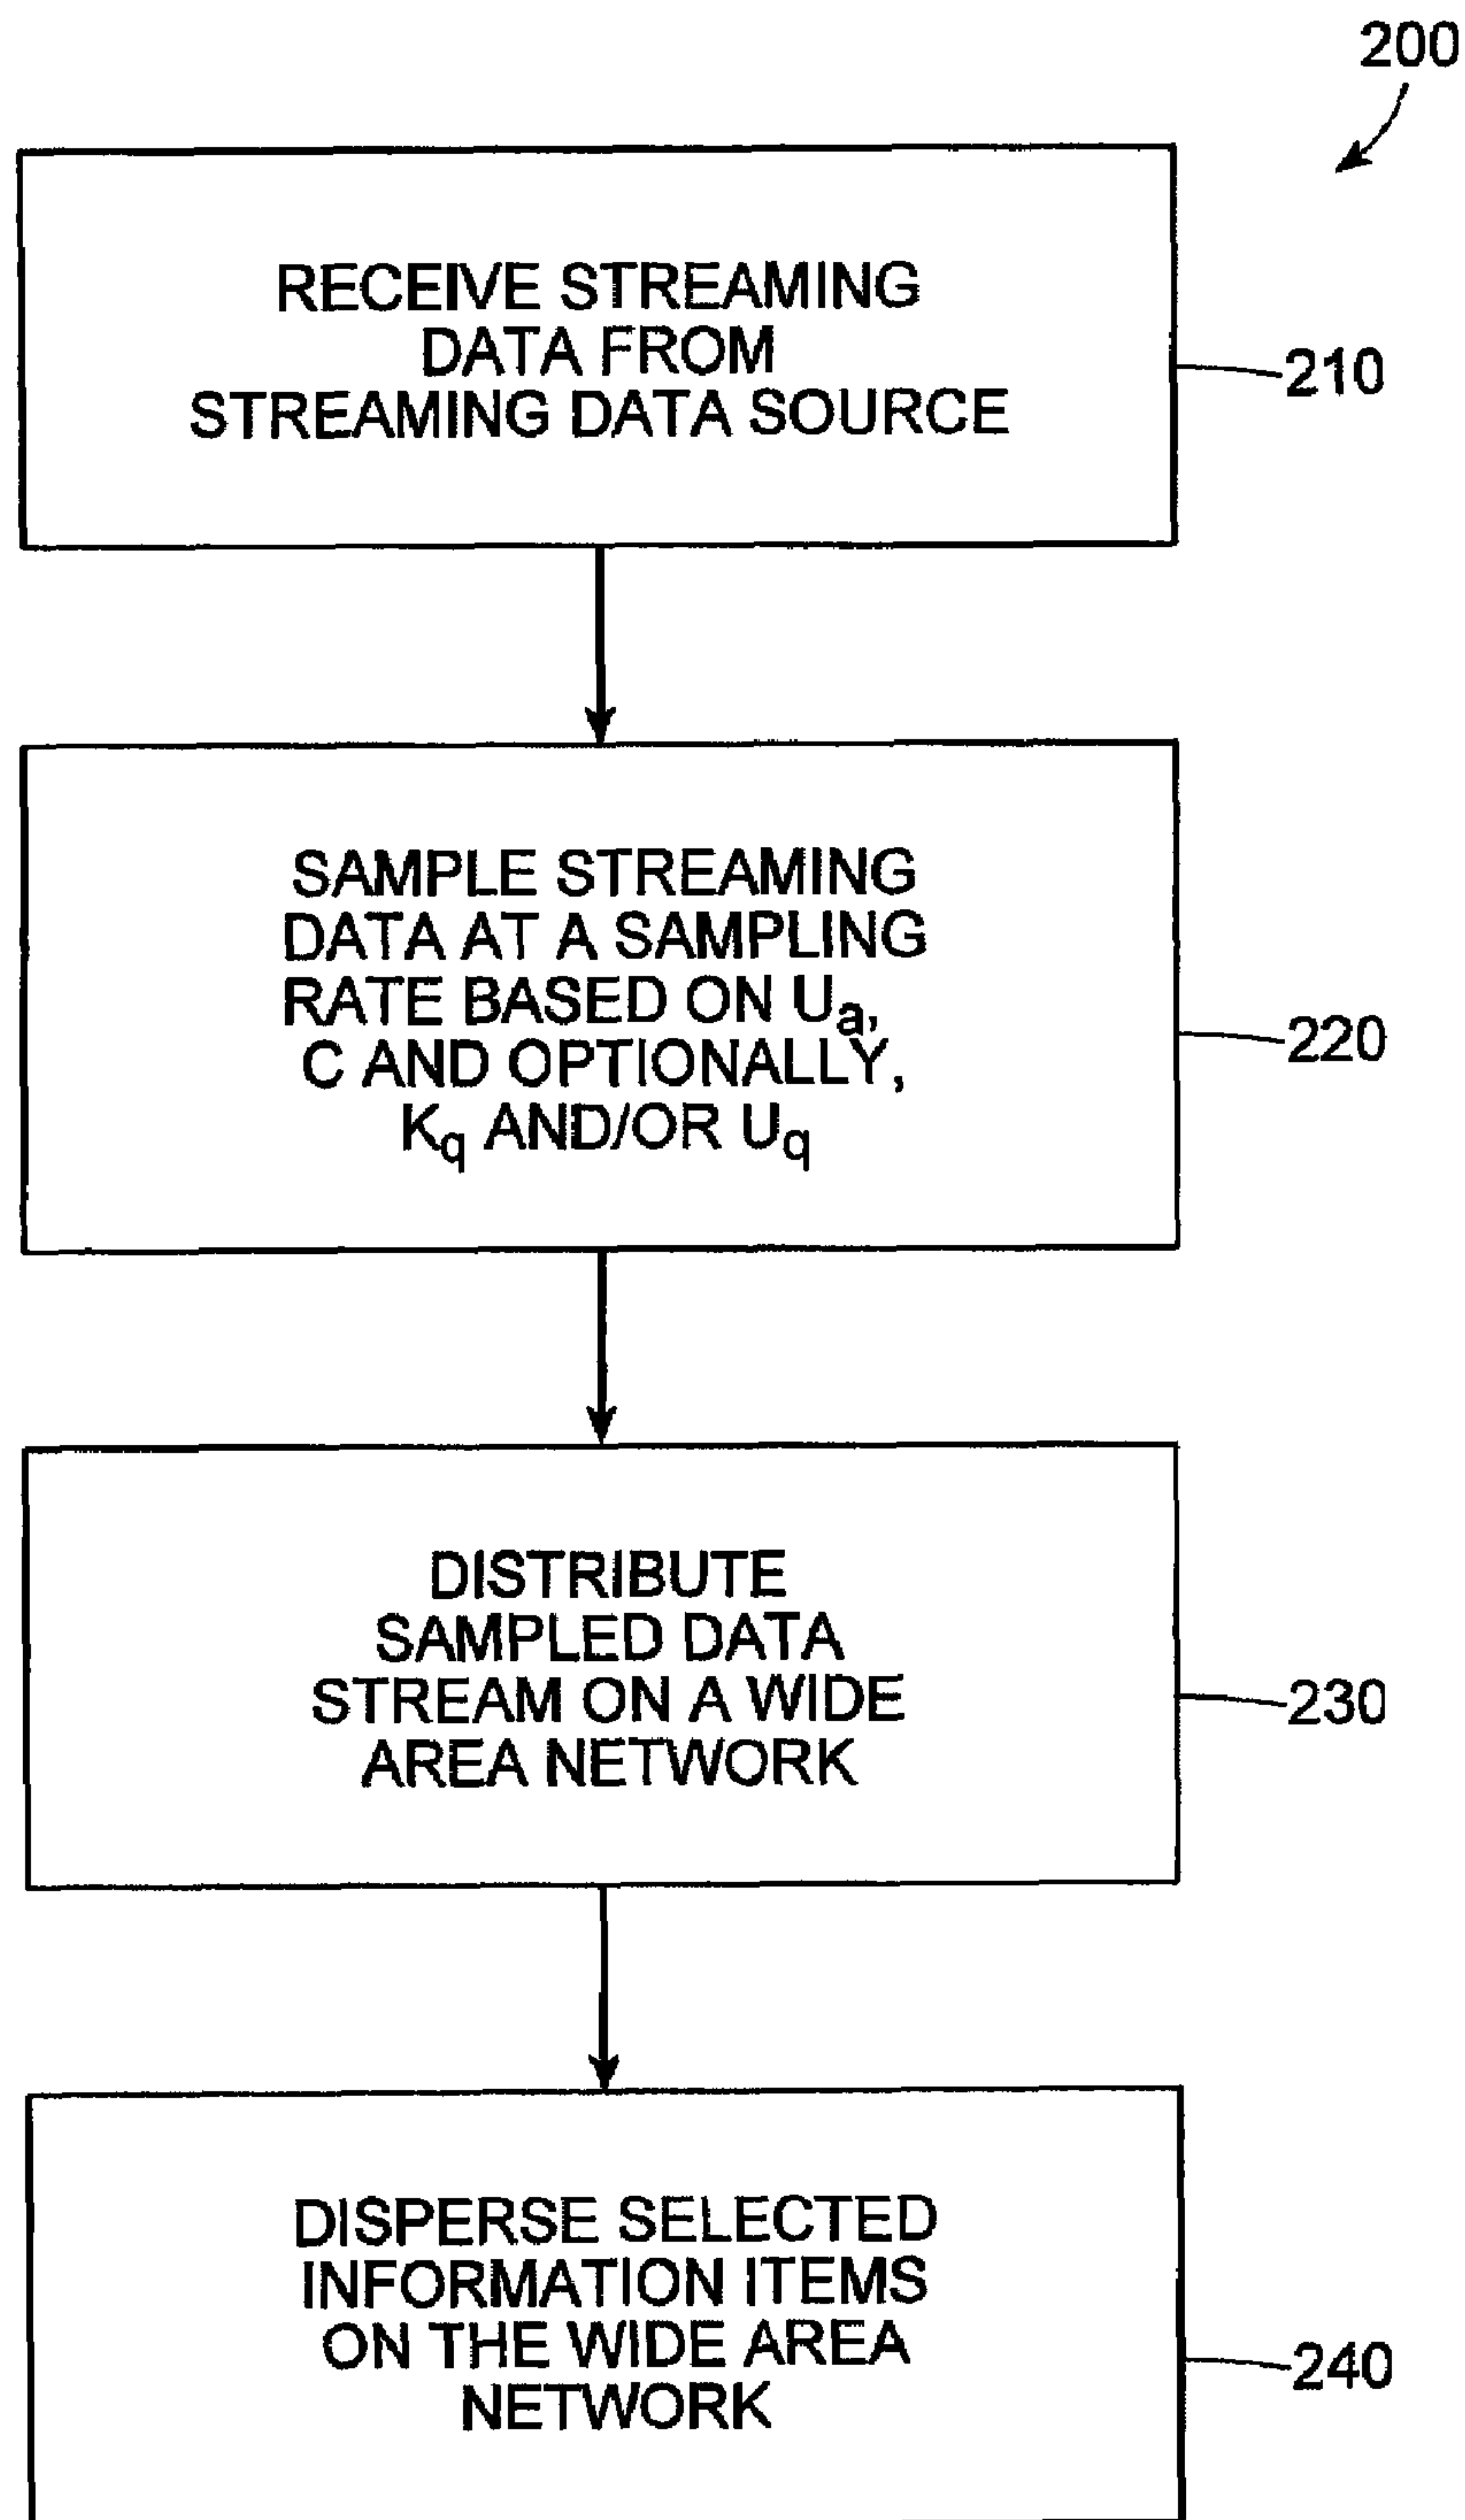 200
RECEIVE STREAMING
DATA FROM
STREAMING DATA SOURCE
210
SAMPLE STREAMING
DATA AT A SAMPLING
RATE BASED ON Ua,
C AND OPTIONALLY,
Kq AND/OR Uq
220
DISTRIBUTE
SAMPLED DATA
STREAM ON A WIDE
AREA NETWORK
230
DISPERSE SELECTED
INFORMATION ITEMS
ON THE WIDE AREA
NETWORK
240